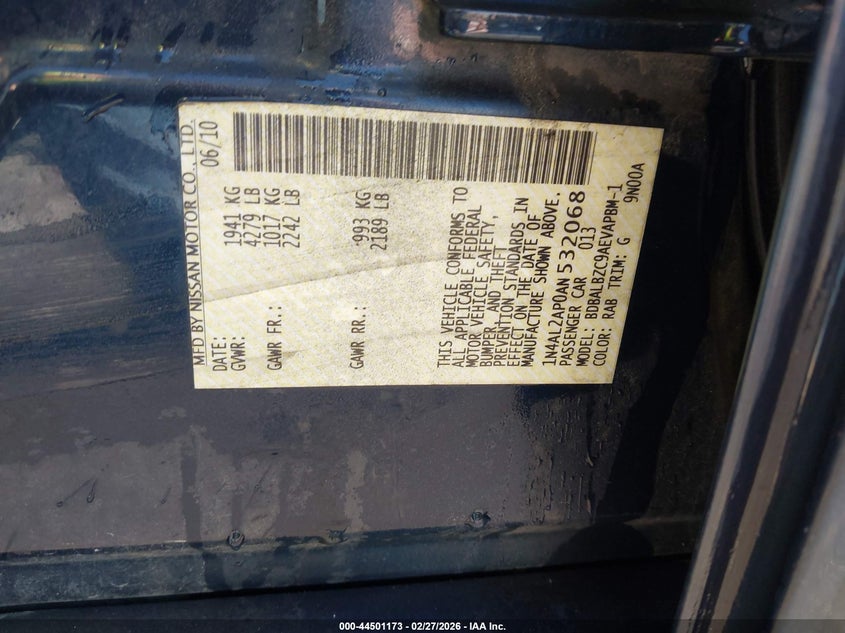 MFD BY NISSAN MOTOR CO., LTD.
DATE: 06/10
GVWR: 1941 KG
4279 LB
GAWR FR.: 1017 KG
2242 LB
GAWR RR.: 993 KG
2189 LB
THIS VEHICLE CONFORMS TO
ALL APPLICABLE FEDERAL
MOTOR VEHICLE SAFETY,
BUMPER, AND THEFT
PREVENTION STANDARDS IN
EFFECT ON THE DATE OF
MANUFACTURE SHOWN ABOVE.
1N4AL2AP0AN532068
PASSENGER CAR 013
MODEL: BDBALBZC9AEVAPBM-1
COLOR: RAB TRIM: G 9N00A
000-44501173 - 02/27/2026 - IAA Inc.